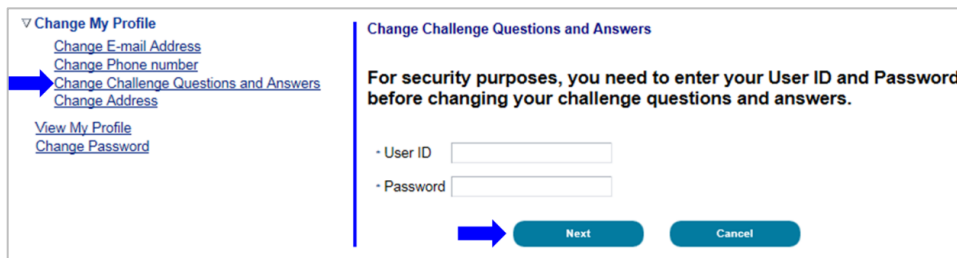 Change My Profile
Change E-mail Address
Change Phone number
Change Challenge Questions and Answers
Change Address
View My Profile
Change Password
Change Challenge Questions and Answers
For security purposes, you need to enter your User ID and Password
before changing your challenge questions and answers.
* User ID
* Password
Next
Cancel